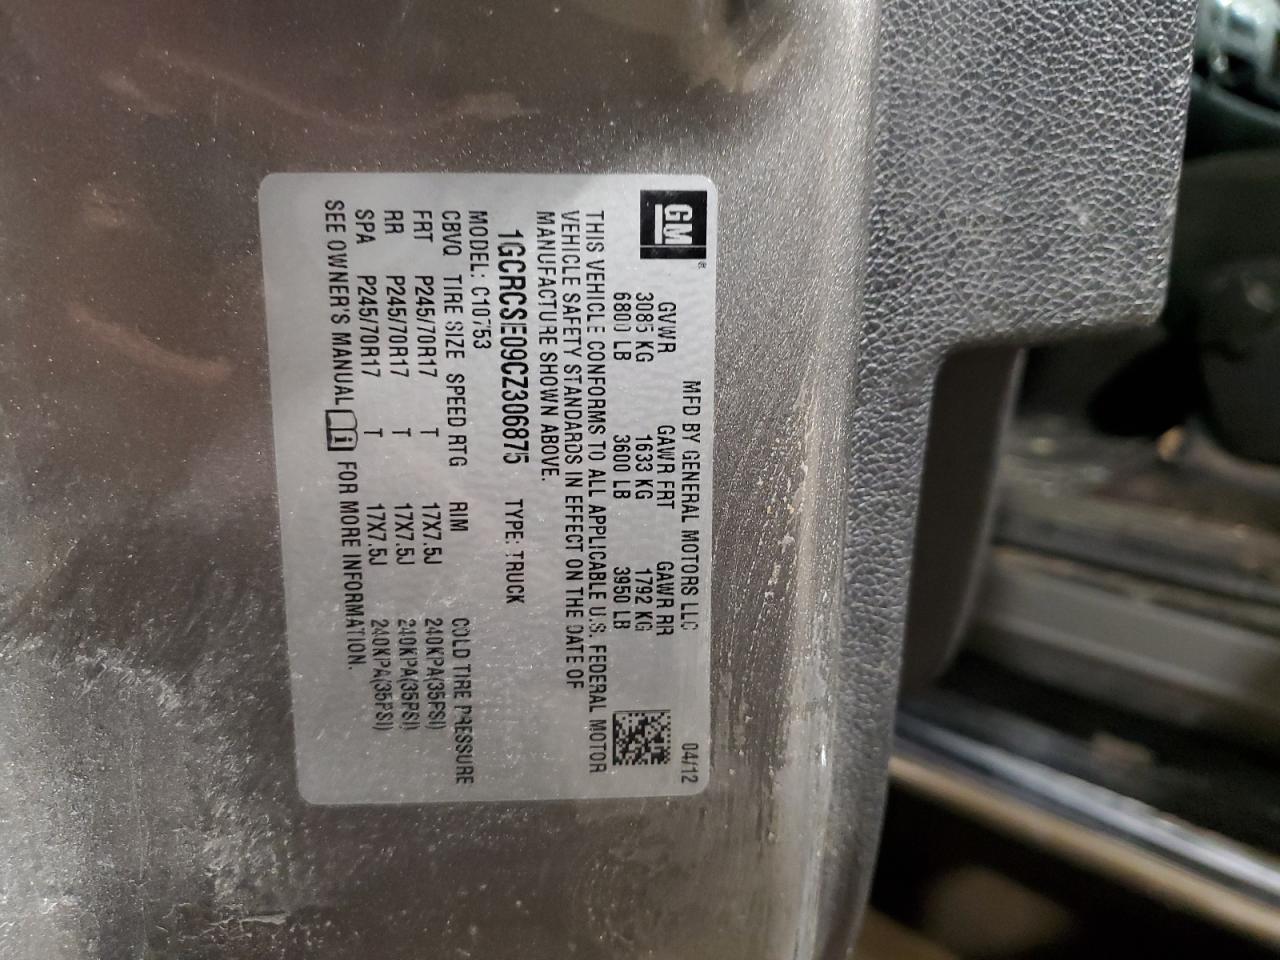 GM
MFD BY GENERAL MOTORS LLC 04/12
GVWR GAWR FRT GAWR RR
3085 KG 1633 KG 1792 KG
6800 LB 3600 LB 3950 LB
THIS VEHICLE CONFORMS TO ALL APPLICABLE U.S. FEDERAL MOTOR
VEHICLE SAFETY STANDARDS IN EFFECT ON THE DATE OF
MANUFACTURE SHOWN ABOVE.
1GCRCSE09CZ306875 TYPE: TRUCK
MODEL: C10753
CBVQ TIRE SIZE SPEED RTG RIM COLD TIRE PRESSURE
FRT P245/70R17 T 17X7.5J 240KPA(35PSI)
RR P245/70R17 T 17X7.5J 240KPA(35PSI)
SPA P245/70R17 T 17X7.5J 240KPA(35PSI)
SEE OWNER'S MANUAL i FOR MORE INFORMATION.